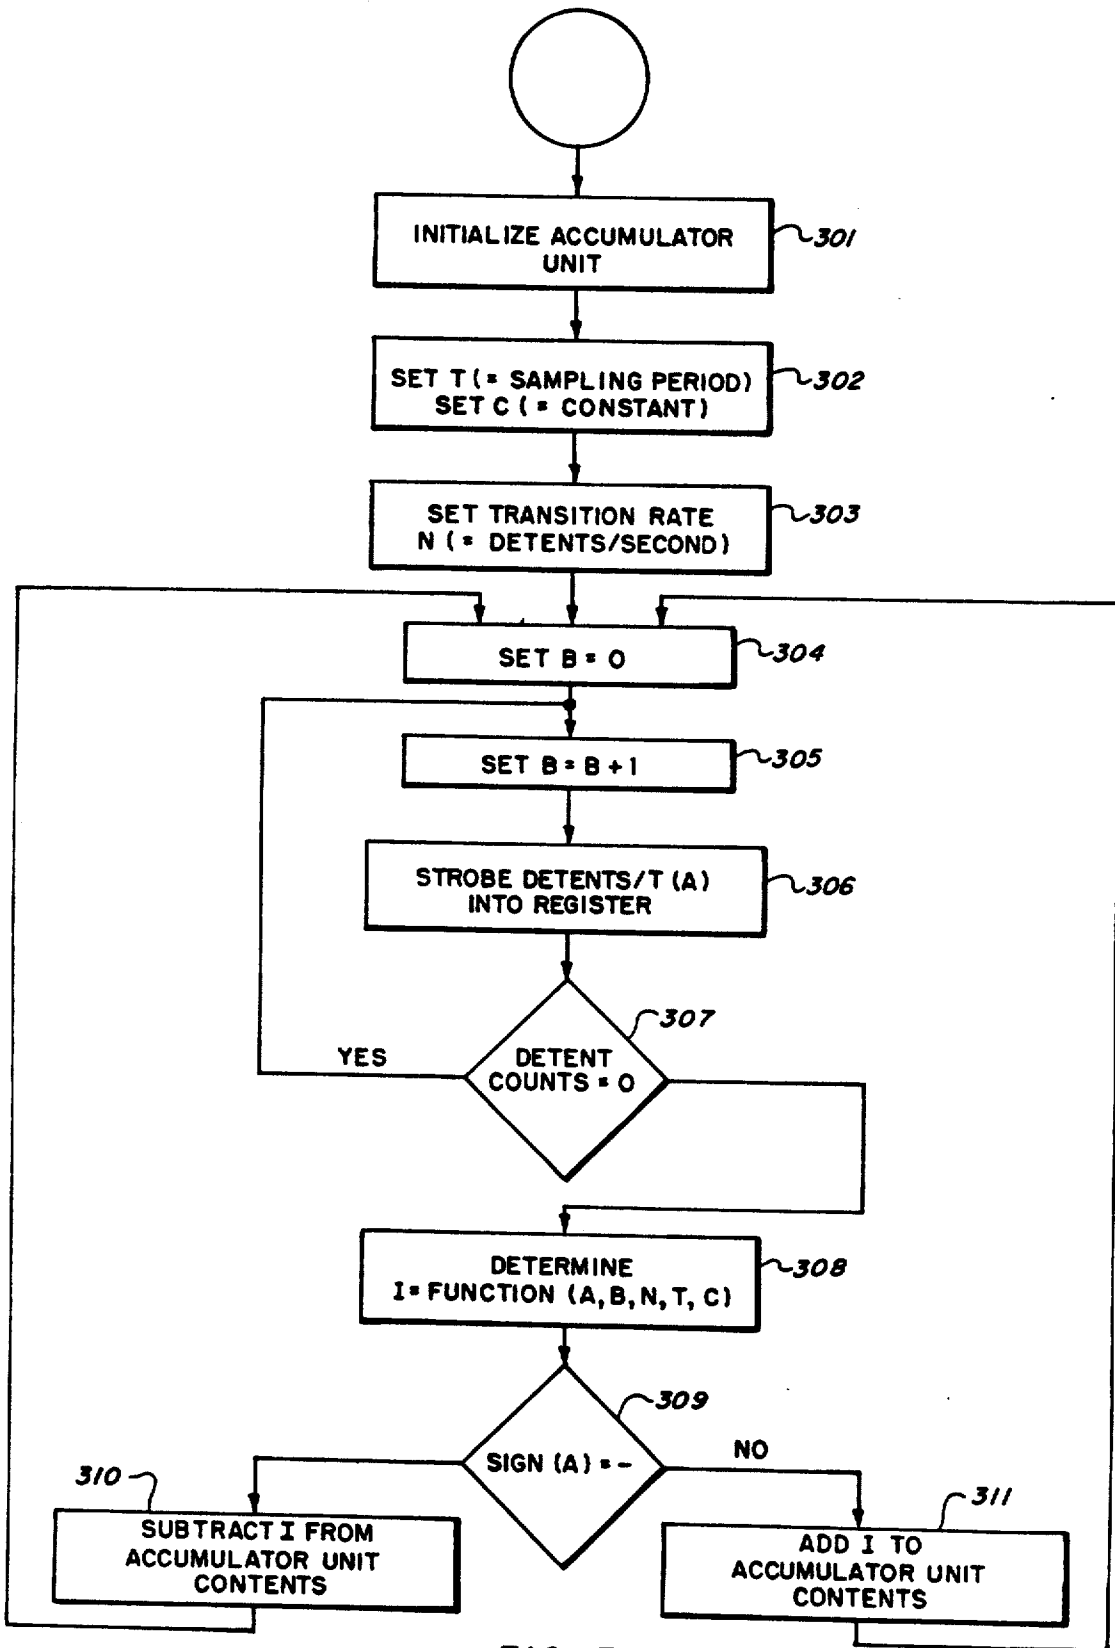 INITIALIZE ACCUMULATOR
UNIT
301
SET T (= SAMPLING PERIOD)
SET C (= CONSTANT)
302
SET TRANSITION RATE
N (= DETENTS/SECOND)
303
SET B = 0
304
SET B = B + 1
305
STROBE DETENTS/T (A)
INTO REGISTER
306
307
YES
DETENT
COUNTS = 0
DETERMINE
I = FUNCTION (A, B, N, T, C)
308
309
SIGN (A) = -
NO
310
SUBTRACT I FROM
ACCUMULATOR UNIT
CONTENTS
311
ADD I TO
ACCUMULATOR UNIT
CONTENTS